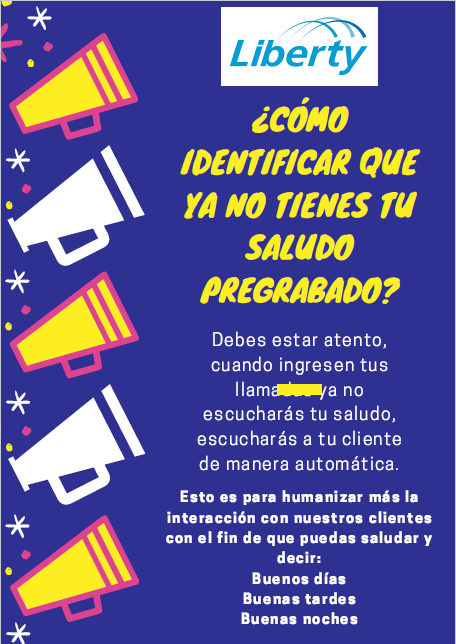 Liberty
¿CÓMO
IDENTIFICAR QUE
YA NO TIENES TU
SALUDO
PREGRABADO?
Debes estar atento,
cuando ingresen tus
ya no
escucharás tu saludo,
escucharás a tu cliente
de manera automática.
Esto es para humanizar más la
interacción con nuestros clientes
con el fin de que puedas saludar y
decir:
Buenos días
Buenas tardes
Buenas noches